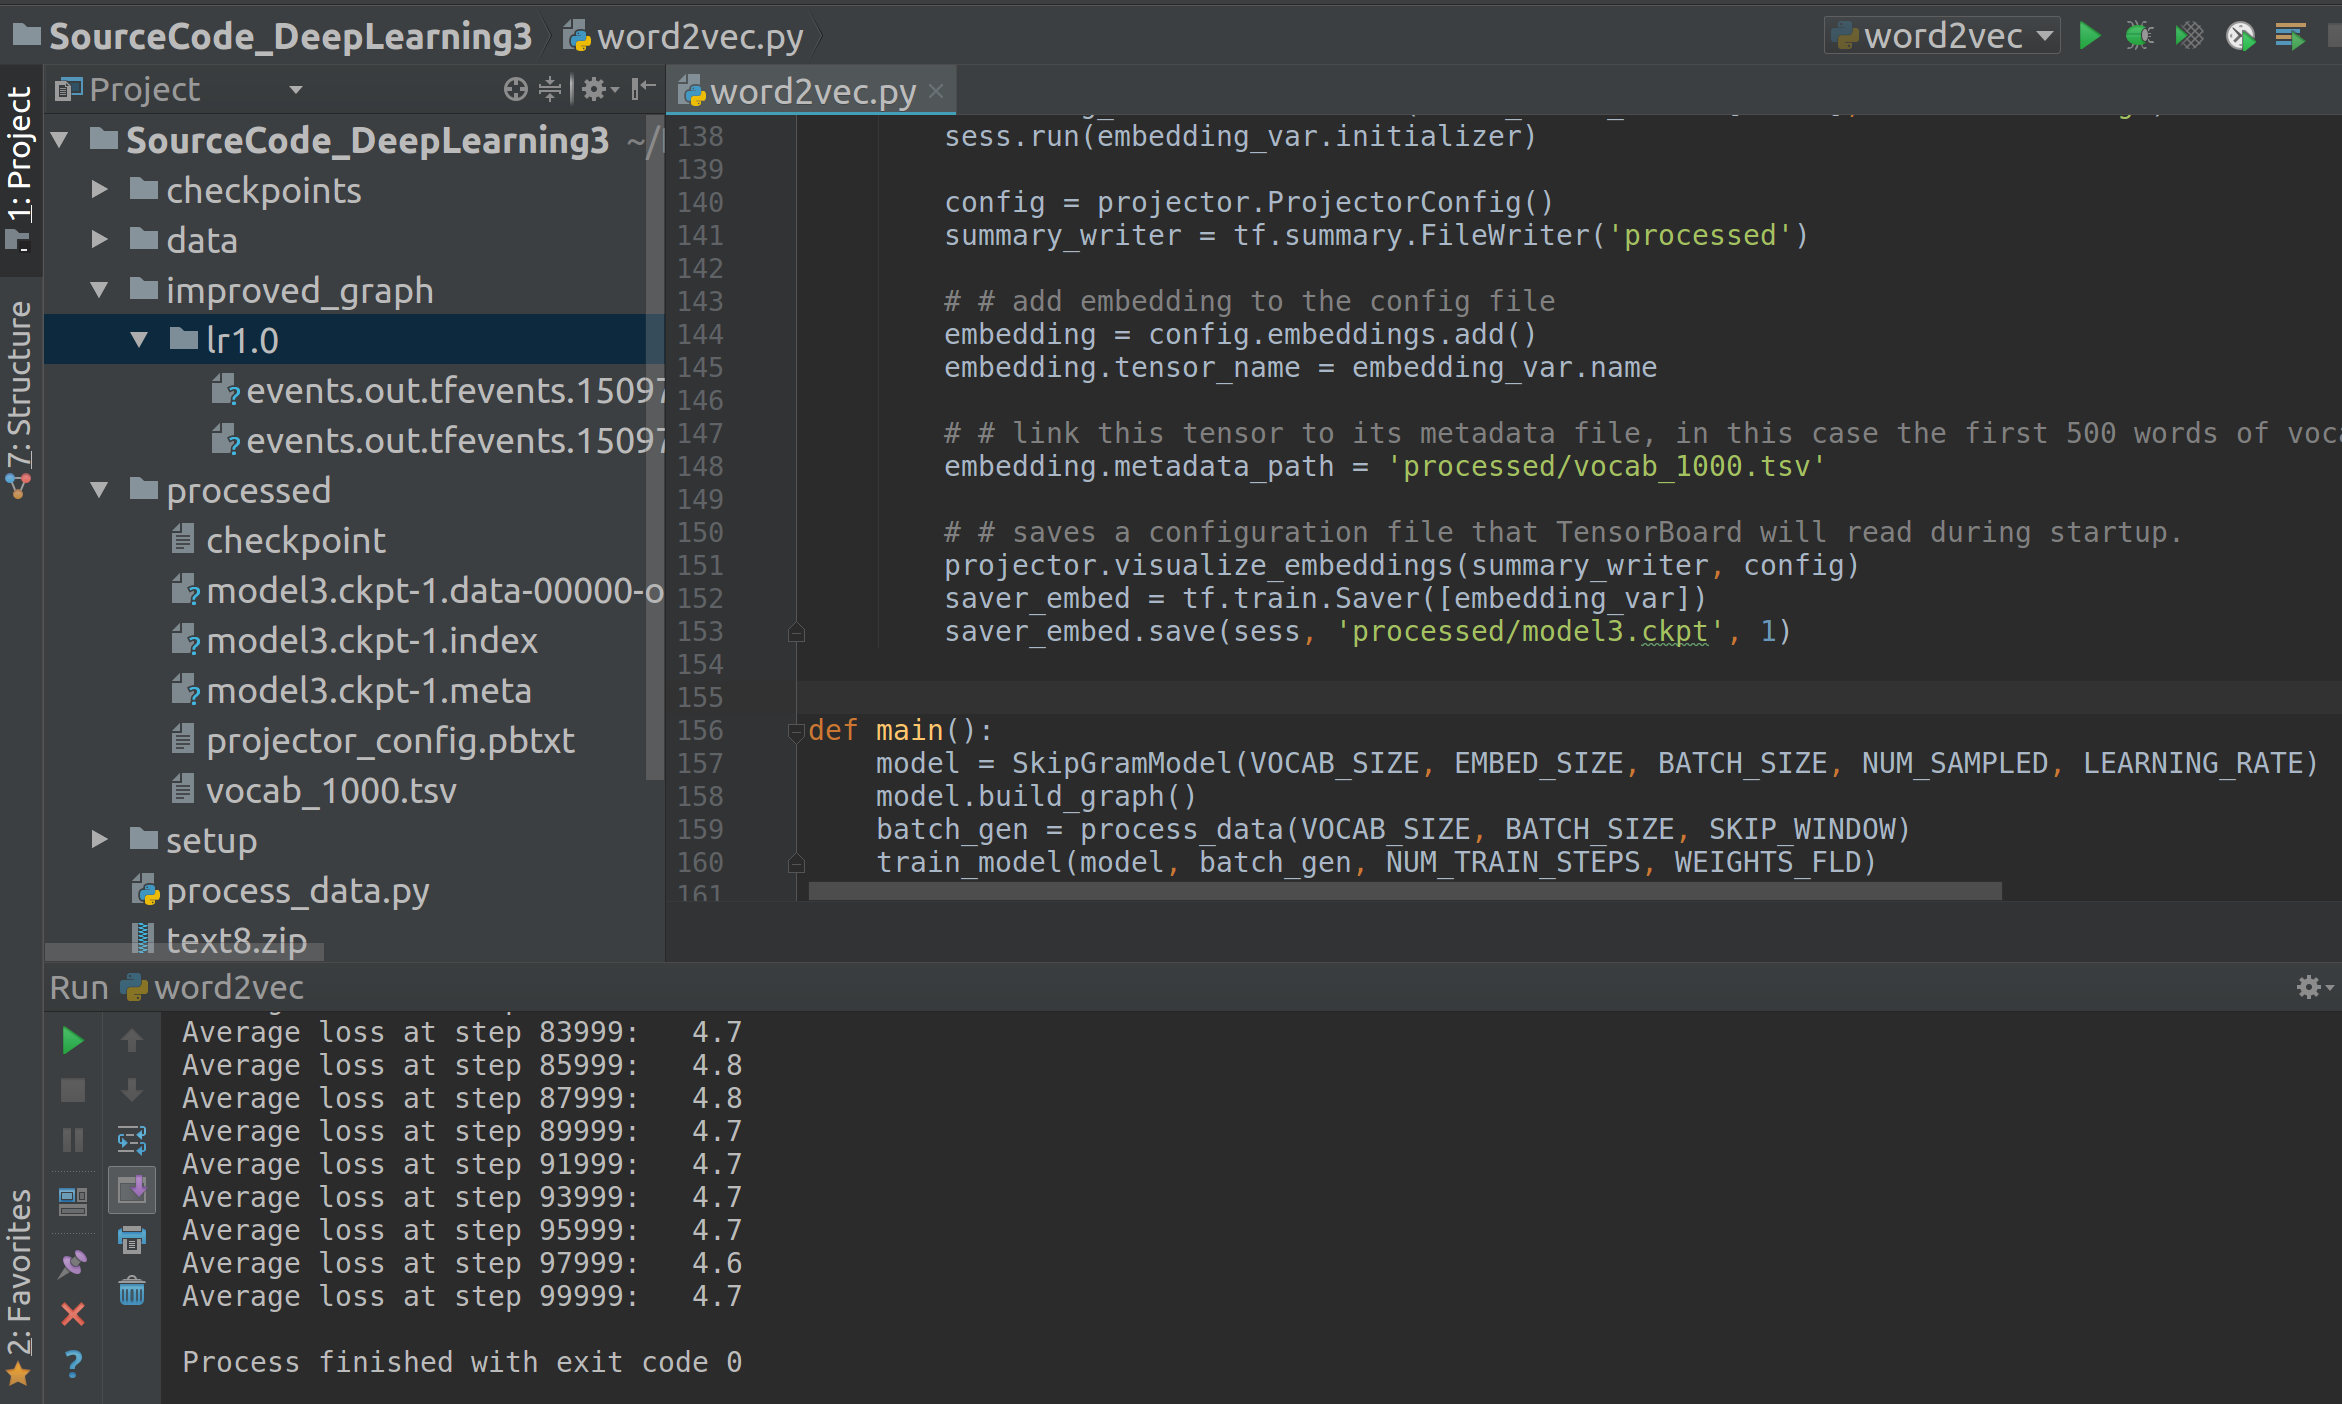 SourceCode_DeepLearning3 word2vec.py word2vec
1: Project
7: Structure
2: Favorites
Project
SourceCode_DeepLearning3 ~/
checkpoints
data
improved_graph
lr1.0
events.out.tfevents.15097
events.out.tfevents.15097
processed
checkpoint
model3.ckpt-1.data-00000-o
model3.ckpt-1.index
model3.ckpt-1.meta
projector_config.pbtxt
vocab_1000.tsv
setup
process_data.py
text8.zip
word2vec.py
138 sess.run(embedding_var.initializer)
139
140 config = projector.ProjectorConfig()
141 summary_writer = tf.summary.FileWriter('processed')
142
143 # # add embedding to the config file
144 embedding = config.embeddings.add()
145 embedding.tensor_name = embedding_var.name
146
147 # # link this tensor to its metadata file, in this case the first 500 words of voc
148 embedding.metadata_path = 'processed/vocab_1000.tsv'
149
150 # # saves a configuration file that TensorBoard will read during startup.
151 projector.visualize_embeddings(summary_writer, config)
152 saver_embed = tf.train.Saver([embedding_var])
153 saver_embed.save(sess, 'processed/model3.ckpt', 1)
154
155
156 def main():
157 model = SkipGramModel(VOCAB_SIZE, EMBED_SIZE, BATCH_SIZE, NUM_SAMPLED, LEARNING_RATE)
158 model.build_graph()
159 batch_gen = process_data(VOCAB_SIZE, BATCH_SIZE, SKIP_WINDOW)
160 train_model(model, batch_gen, NUM_TRAIN_STEPS, WEIGHTS_FLD)
161
Run word2vec
Average loss at step 83999: 4.7
Average loss at step 85999: 4.8
Average loss at step 87999: 4.8
Average loss at step 89999: 4.7
Average loss at step 91999: 4.7
Average loss at step 93999: 4.7
Average loss at step 95999: 4.7
Average loss at step 97999: 4.6
Average loss at step 99999: 4.7
Process finished with exit code 0